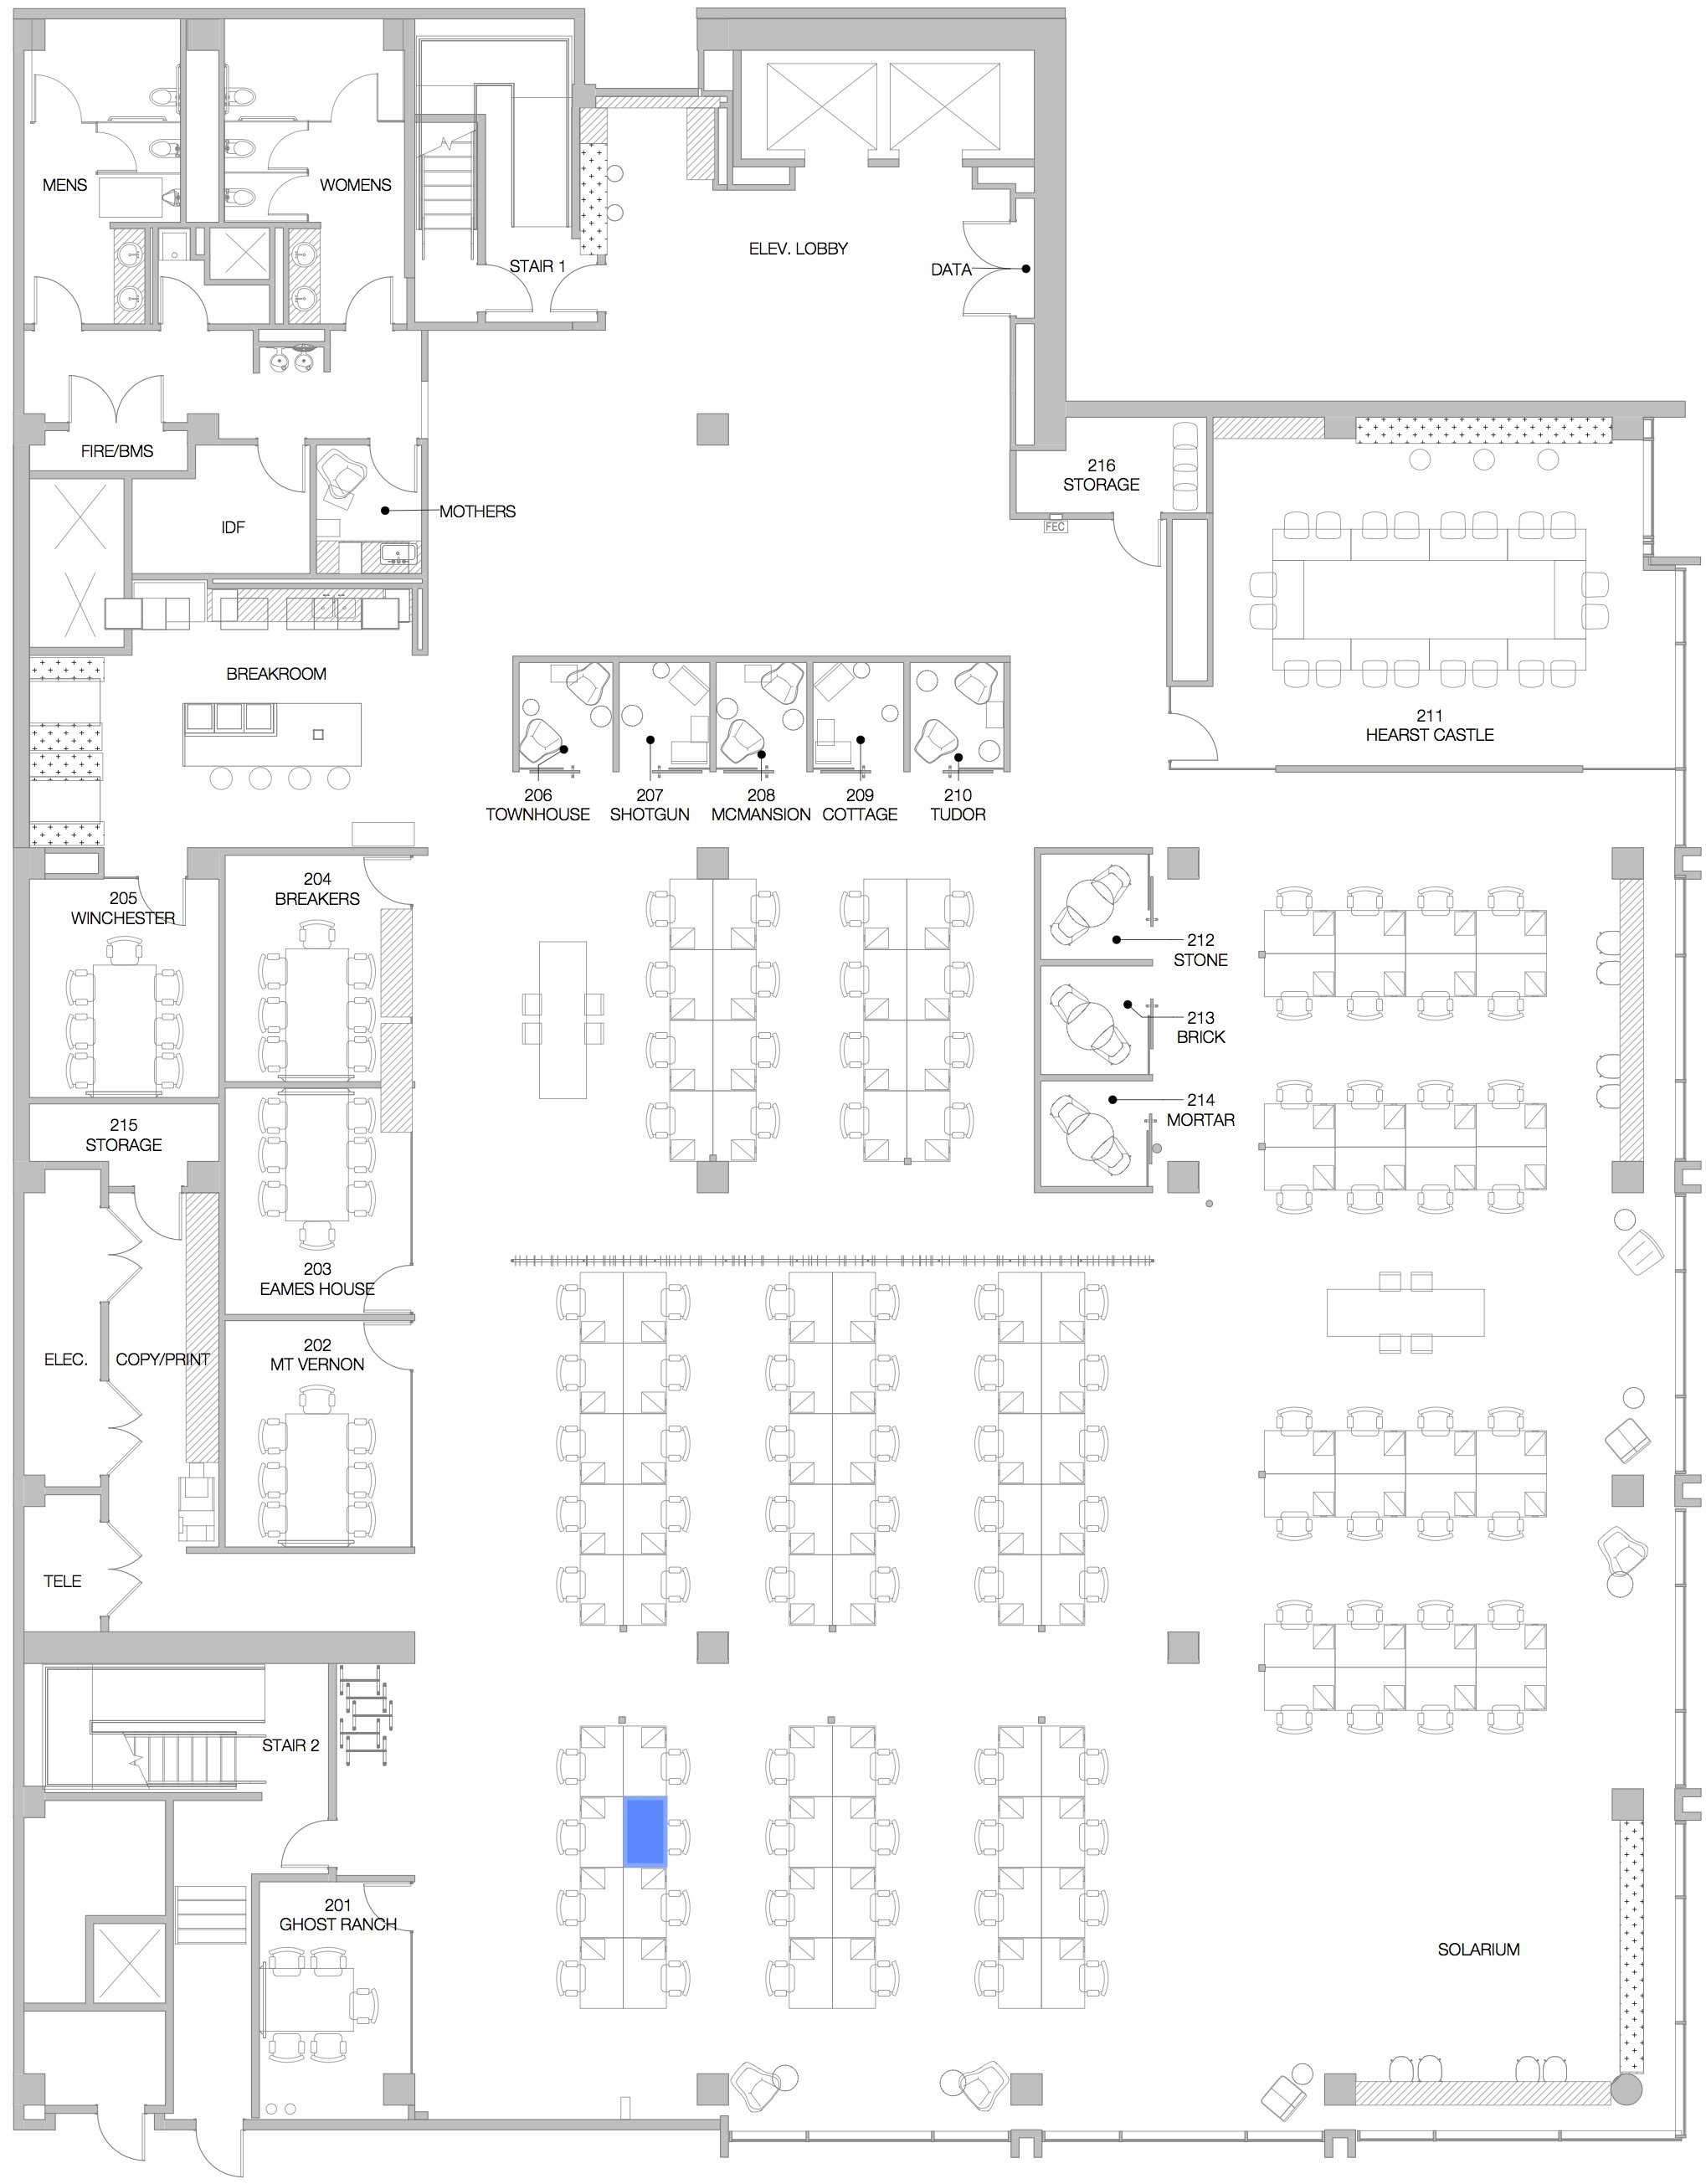 MENS
WOMENS
STAIR 1
ELEV. LOBBY
DATA
FIRE/BMS
IDF
MOTHERS
216
STORAGE
FEC
BREAKROOM
211
HEARST CASTLE
206
TOWNHOUSE
207
SHOTGUN
208
MCMANSION
209
COTTAGE
210
TUDOR
205
WINCHESTER
204
BREAKERS
212
STONE
213
BRICK
214
MORTAR
215
STORAGE
203
EAMES HOUSE
202
MT VERNON
ELEC.
COPY/PRINT
TELE
STAIR 2
201
GHOST RANCH
SOLARIUM